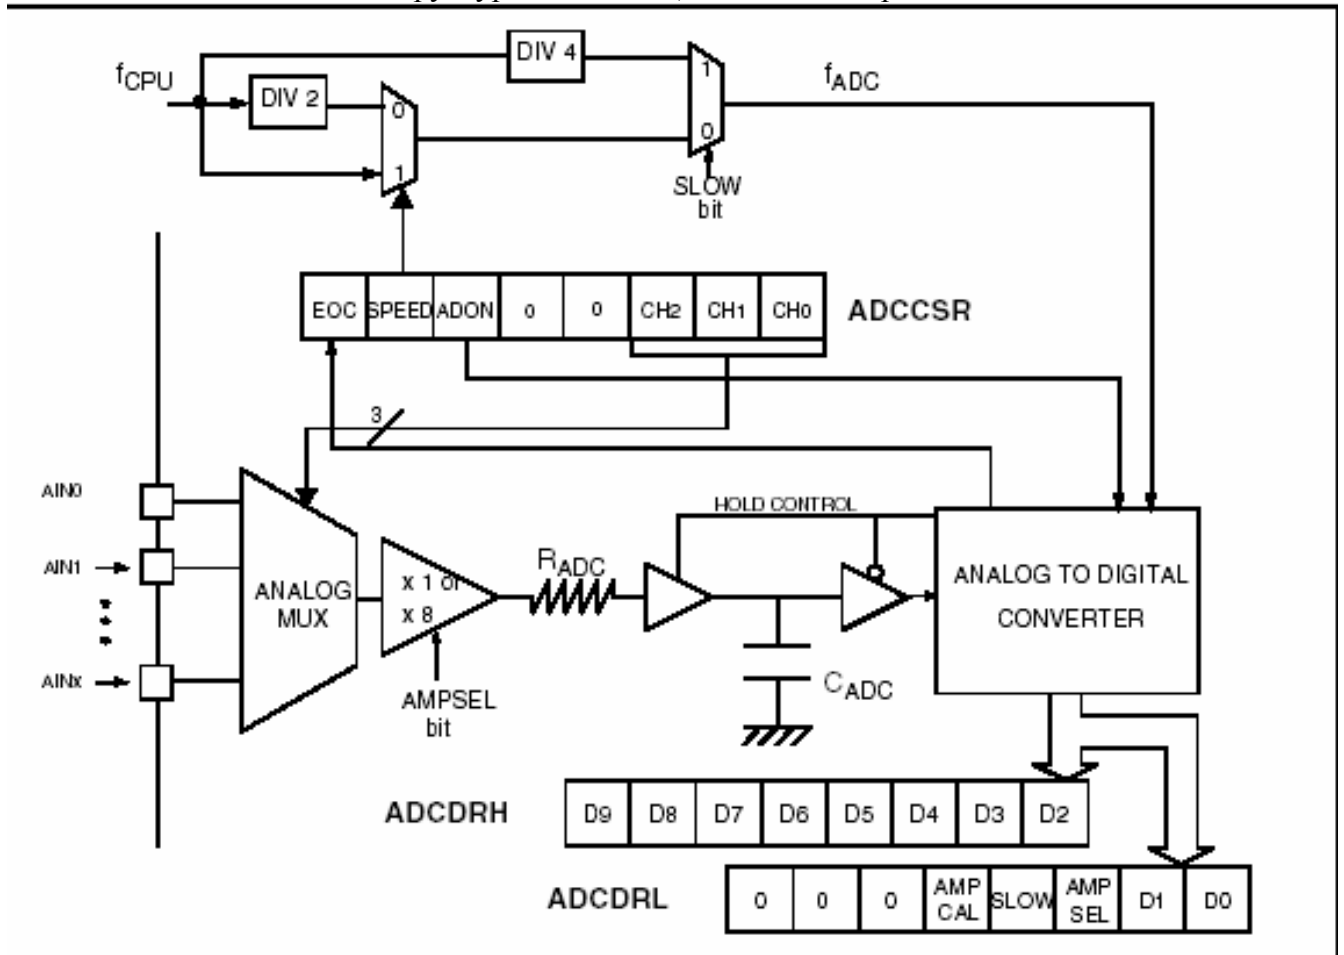 DIV 4
1
fCPU
fADC
DIV 2
0
0
1
SLOW
bit
EOC SPEED ADON 0 0 CH2 CH1 CH0 ADCCSR
3
AIN0
HOLD CONTROL
RADC
AIN1
ANALOG
MUX
x 1 or
x 8
ANALOG TO DIGITAL
CONVERTER
AINx
AMPSEL
bit
CADC
ADCDRH D9 D8 D7 D6 D5 D4 D3 D2
ADCDRL 0 0 0 AMP CAL SLOW AMP SEL D1 D0